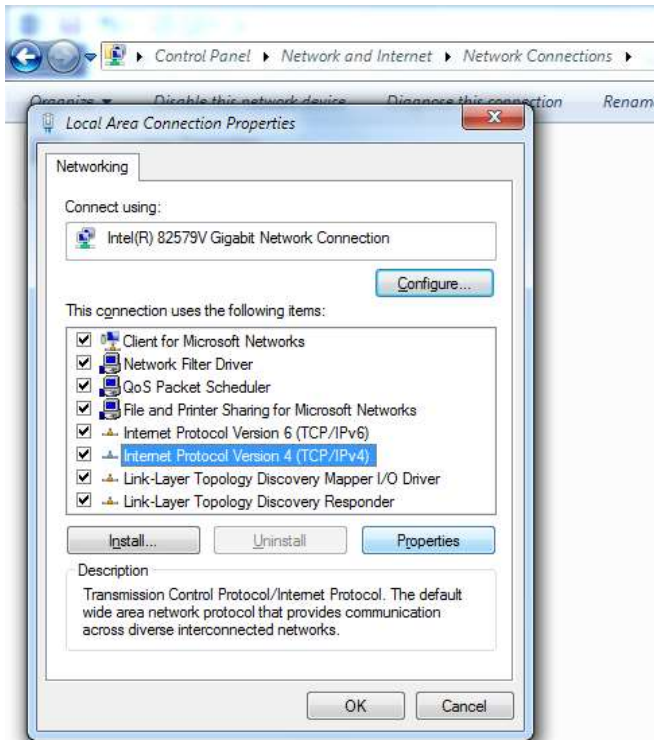 Control Panel ▸ Network and Internet ▸ Network Connections ▸
Organize ▾ Disable this network device Diagnose this connection Renam
Local Area Connection Properties
Networking
Connect using:
Intel(R) 82579V Gigabit Network Connection
Configure...
This connection uses the following items:
Client for Microsoft Networks
Network Filter Driver
QoS Packet Scheduler
File and Printer Sharing for Microsoft Networks
Internet Protocol Version 6 (TCP/IPv6)
Internet Protocol Version 4 (TCP/IPv4)
Link-Layer Topology Discovery Mapper I/O Driver
Link-Layer Topology Discovery Responder
Install... Uninstall Properties
Description
Transmission Control Protocol/Internet Protocol. The default
wide area network protocol that provides communication
across diverse interconnected networks.
OK Cancel